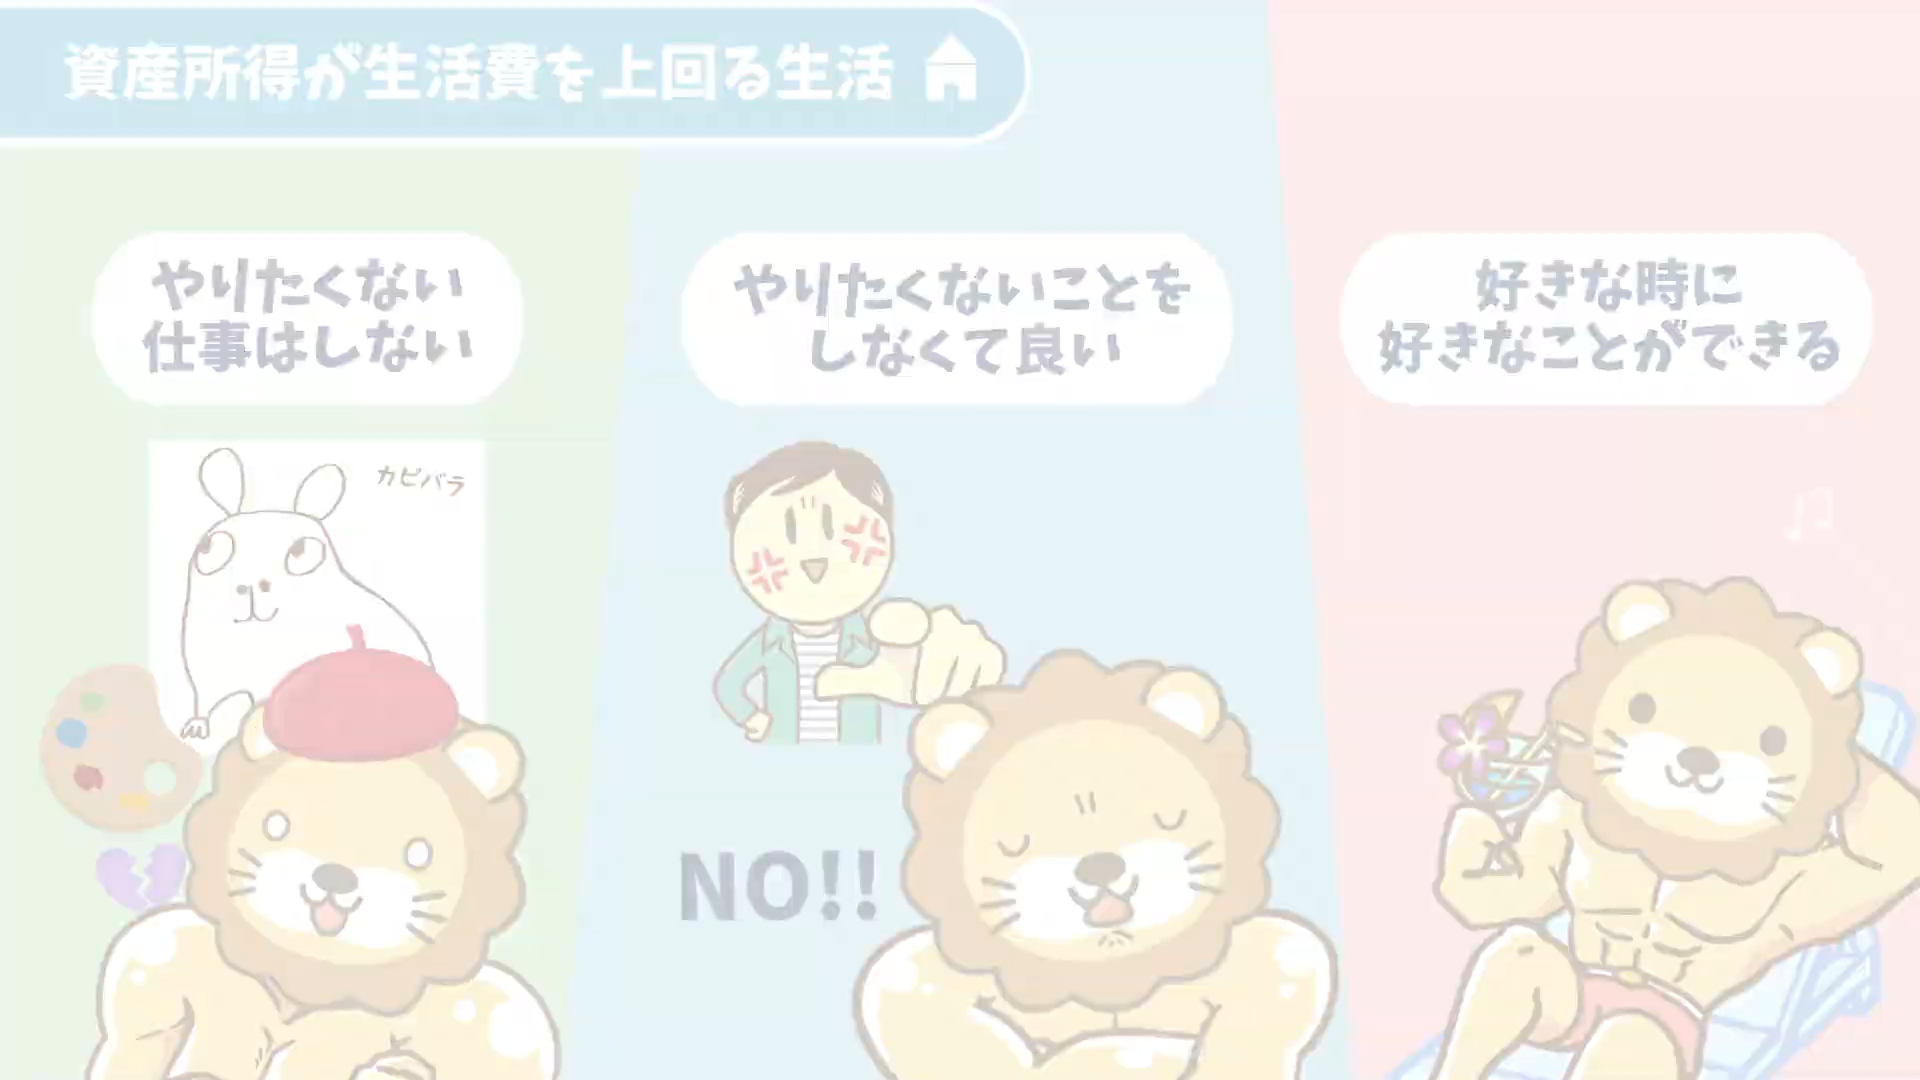 資産所得が生活費を上回る生活
やりたくない
仕事はしない
やりたくないことを
しなくて良い
好きな時に
好きなことができる
カピバラ
NO!!